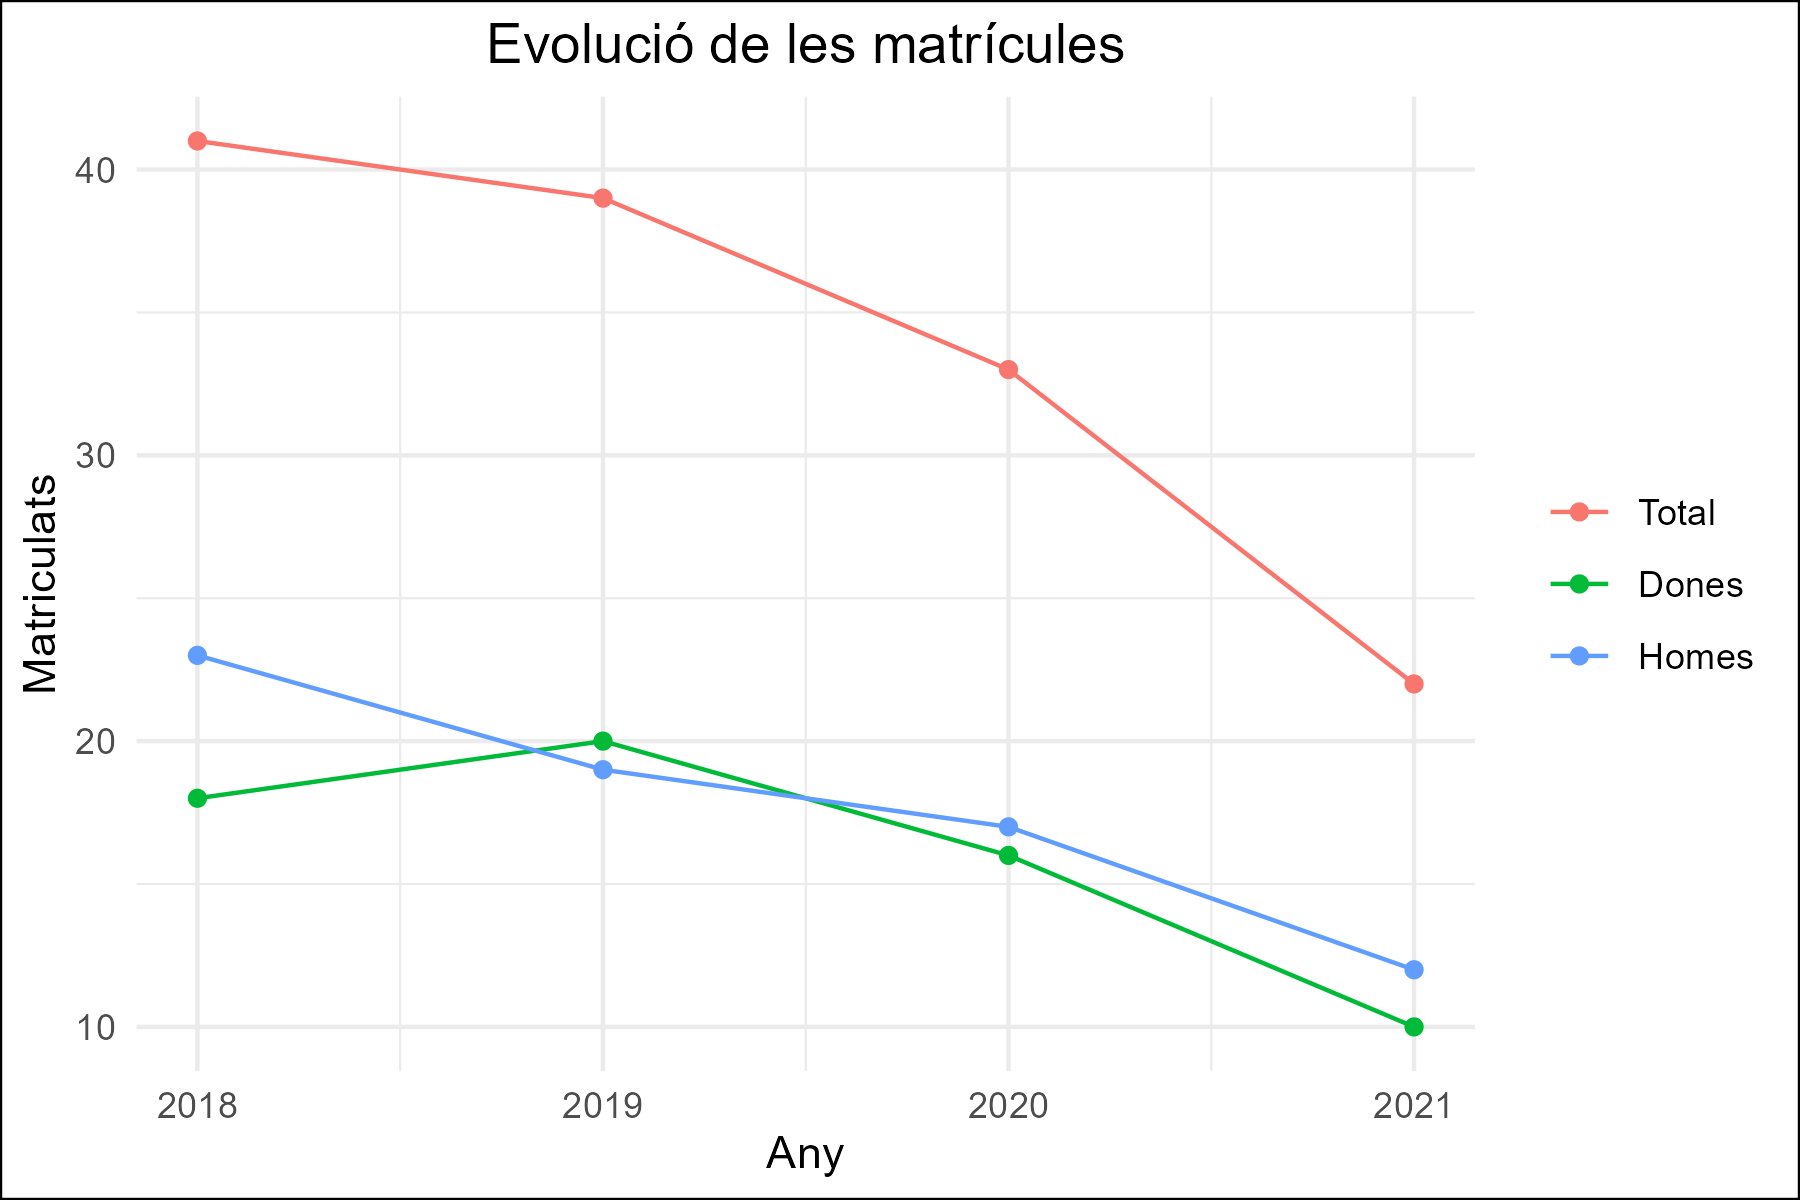 Evolució de les matrícules
Matriculats
40
30
20
10
2018
2019
2020
2021
Any
Total
Dones
Homes